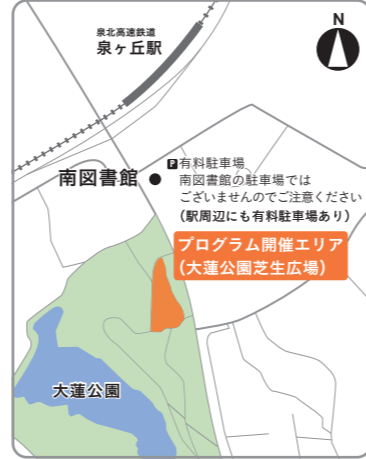 泉北高速鉄道
泉ヶ丘駅
N
P有料駐車場
南図書館
南図書館の駐車場では
ございませんのでご注意ください
(駅周辺にも有料駐車場あり)
プログラム開催エリア
(大蓮公園芝生広場)
大蓮公園